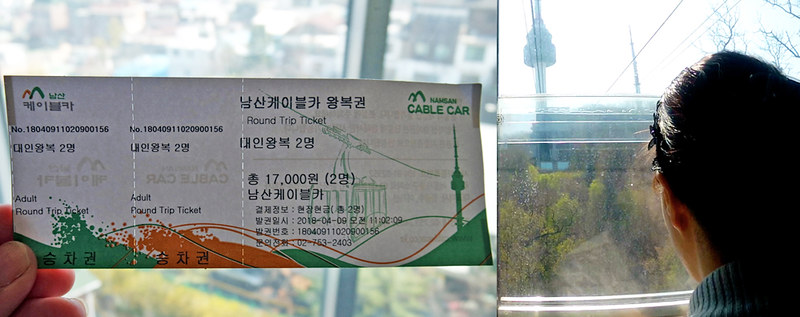 남산
케이블카
No.18040911020900156
대인왕복 2명
Adult
Round Trip Ticket
승차권
No.18040911020900156
대인왕복 2명
Adult
Round Trip Ticket
승차권
남산케이블카 왕복권
Round Trip Ticket
대인왕복 2명
총 17,000원 (2명)
남산케이블카
결제정보 : 현장현금(총 2명)
발권일시 : 2018-04-09 오전 11:02:09
발권번호 : 18040911020900156
문의전화 : 02-753-2403
NAMSAN
CABLE CAR